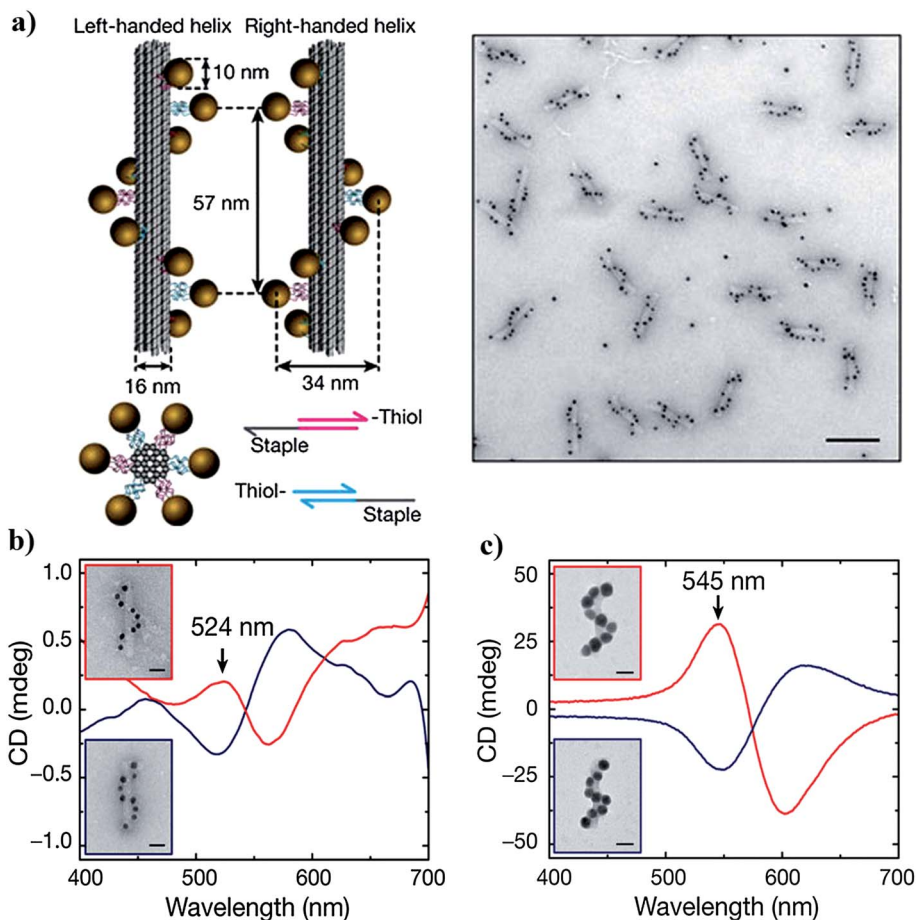 a)
Left-handed helix Right-handed helix
10 nm
57 nm
16 nm
34 nm
-Thiol
Staple
Thiol-
Staple
b)
1.0
0.5
0.0
−0.5
−1.0
CD (mdeg)
524 nm
400 500 600 700
Wavelength (nm)
c)
50
25
0
−25
−50
CD (mdeg)
545 nm
400 500 600 700
Wavelength (nm)